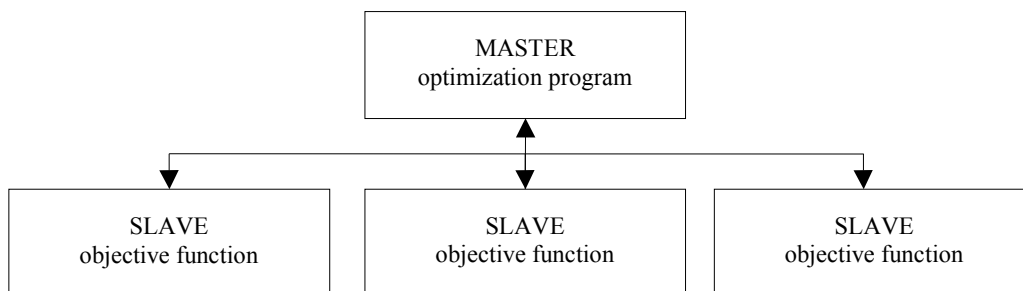 MASTER
optimization program
SLAVE
objective function
SLAVE
objective function
SLAVE
objective function